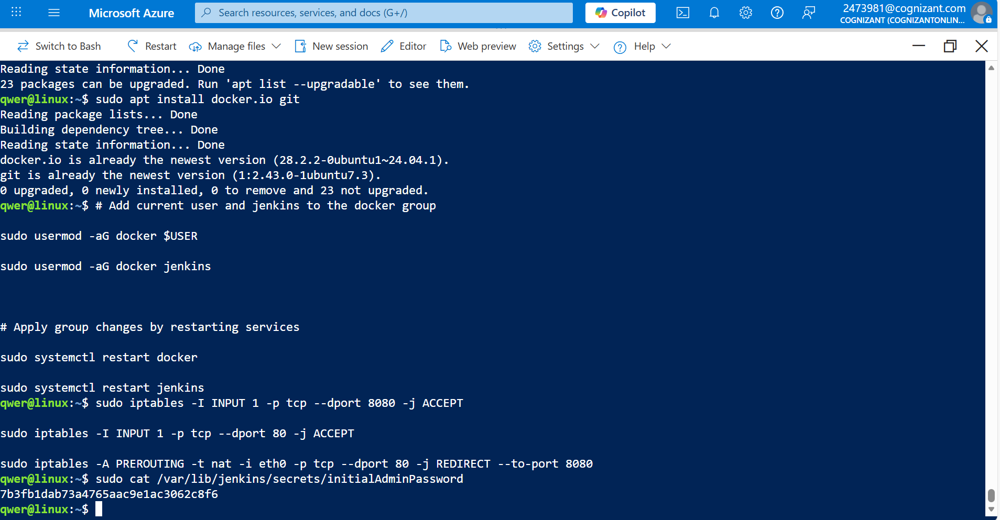 Microsoft Azure
Search resources, services, and docs (G+/)
Copilot
2473981@cognizant.com
COGNIZANT (COGNIZANTONLIN...
Switch to Bash
Restart
Manage files
New session
Editor
Web preview
Settings
Help
Reading state information... Done
23 packages can be upgraded. Run 'apt list --upgradable' to see them.
qwer@linux:~$ sudo apt install docker.io git
Reading package lists... Done
Building dependency tree... Done
Reading state information... Done
docker.io is already the newest version (28.2.2-0ubuntu1~24.04.1).
git is already the newest version (1:2.43.0-1ubuntu7.3).
0 upgraded, 0 newly installed, 0 to remove and 23 not upgraded.
qwer@linux:~$ # Add current user and jenkins to the docker group
sudo usermod -aG docker $USER
sudo usermod -aG docker jenkins
# Apply group changes by restarting services
sudo systemctl restart docker
sudo systemctl restart jenkins
qwer@linux:~$ sudo iptables -I INPUT 1 -p tcp --dport 8080 -j ACCEPT
sudo iptables -I INPUT 1 -p tcp --dport 80 -j ACCEPT
sudo iptables -A PREROUTING -t nat -i eth0 -p tcp --dport 80 -j REDIRECT --to-port 8080
qwer@linux:~$ sudo cat /var/lib/jenkins/secrets/initialAdminPassword
7b3fb1dab73a4765aac9e1ac3062c8f6
qwer@linux:~$